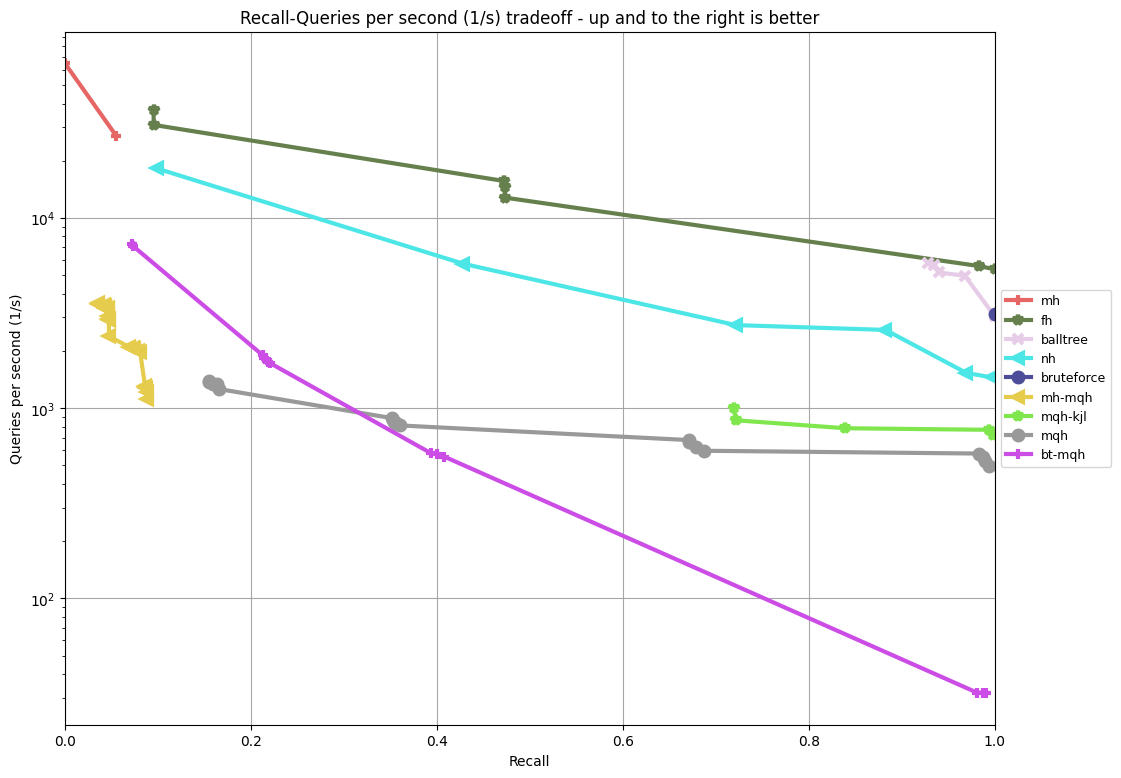 Recall-Queries per second (1/s) tradeoff - up and to the right is better
Queries per second (1/s)
10^4
10^3
10^2
0.0 0.2 0.4 0.6 0.8 1.0
Recall
mh
fh
balltree
nh
bruteforce
mh-mqh
mqh-kjl
mqh
bt-mqh